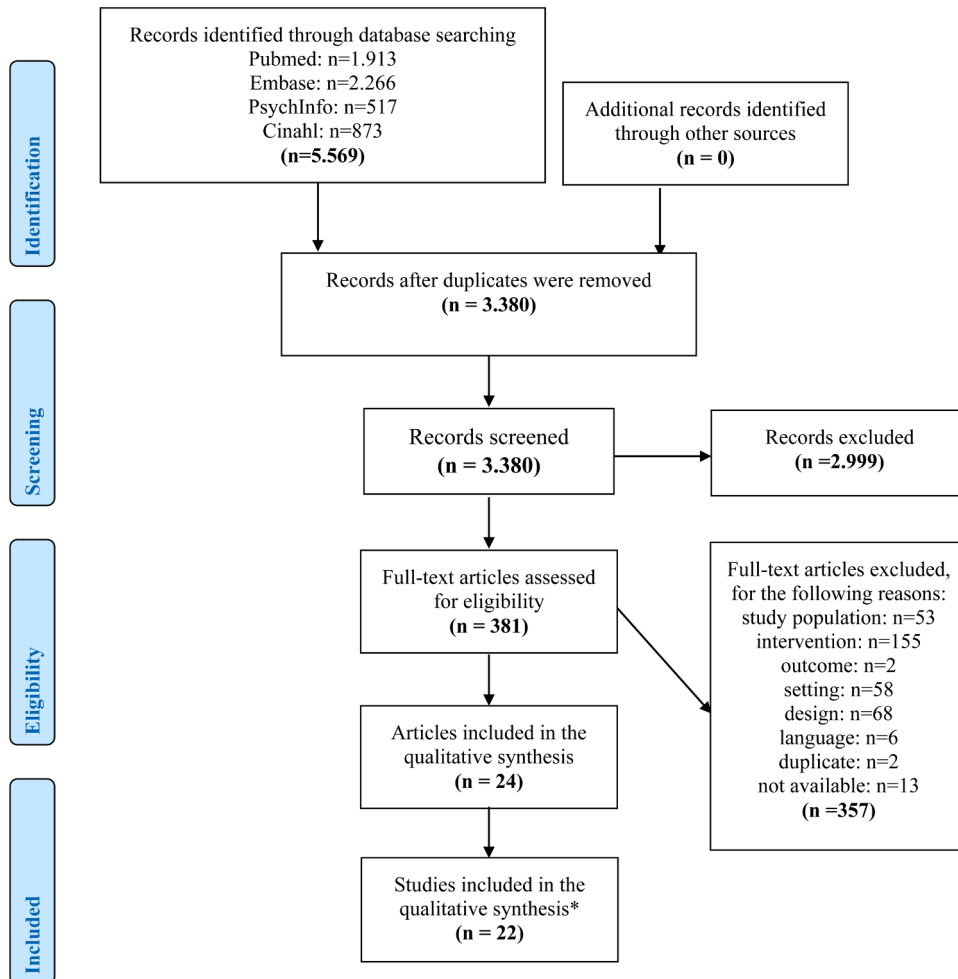 Records identified through database searching
Pubmed: n=1.913
Embase: n=2.266
PsychInfo: n=517
Cinahl: n=873
(n=5.569)
Additional records identified
through other sources
(n = 0)
Identification
Records after duplicates were removed
(n = 3.380)
Screening
Records screened
(n = 3.380)
Records excluded
(n =2.999)
Eligibility
Full-text articles assessed
for eligibility
(n = 381)
Full-text articles excluded,
for the following reasons:
study population: n=53
intervention: n=155
outcome: n=2
setting: n=58
design: n=68
language: n=6
duplicate: n=2
not available: n=13
(n =357)
Articles included in the
qualitative synthesis
(n = 24)
Included
Studies included in the
qualitative synthesis*
(n = 22)